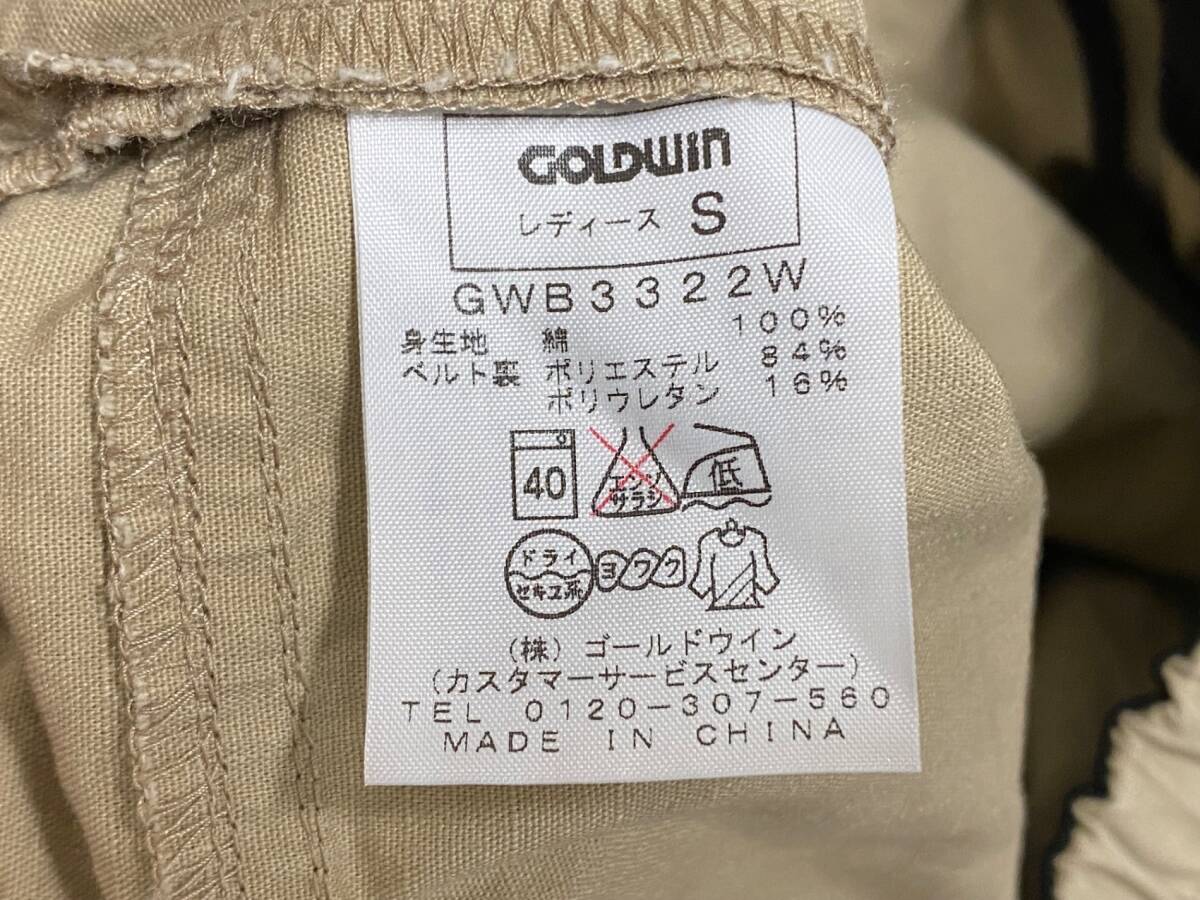 GOLDWIN
レディース S
GWB3322W
身生地 綿 100%
ベルト裏 ポリエステル 84%
ポリウレタン 16%
40 エンソ サラシ 低
ドライ セキユ系 ヨワク
(株) ゴールドウイン
(カスタマーサービスセンター)
TEL 0120-307-560
MADE IN CHINA